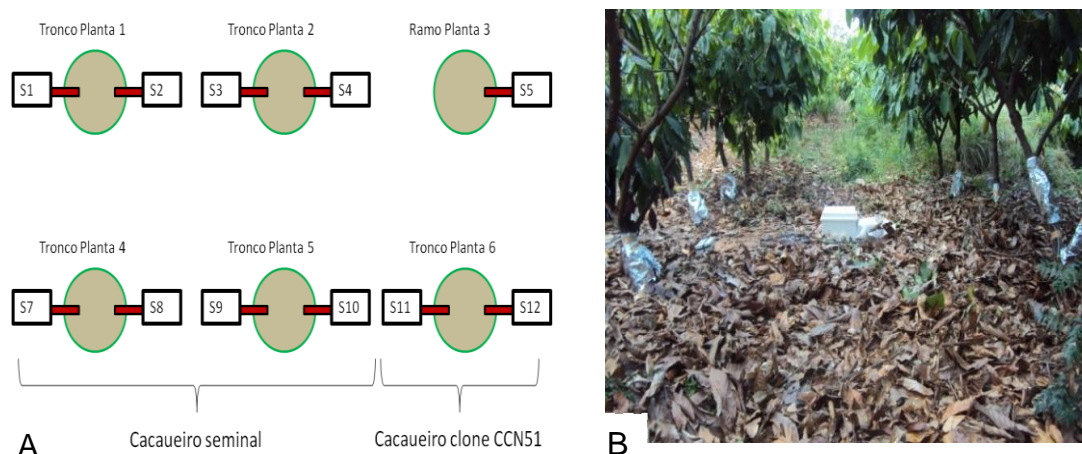 Tronco Planta 1 Tronco Planta 2 Ramo Planta 3
S1 S2 S3 S4 S5
Tronco Planta 4 Tronco Planta 5 Tronco Planta 6
S7 S8 S9 S10 S11 S12
Cacaueiro seminal Cacaueiro clone CCN51
A B